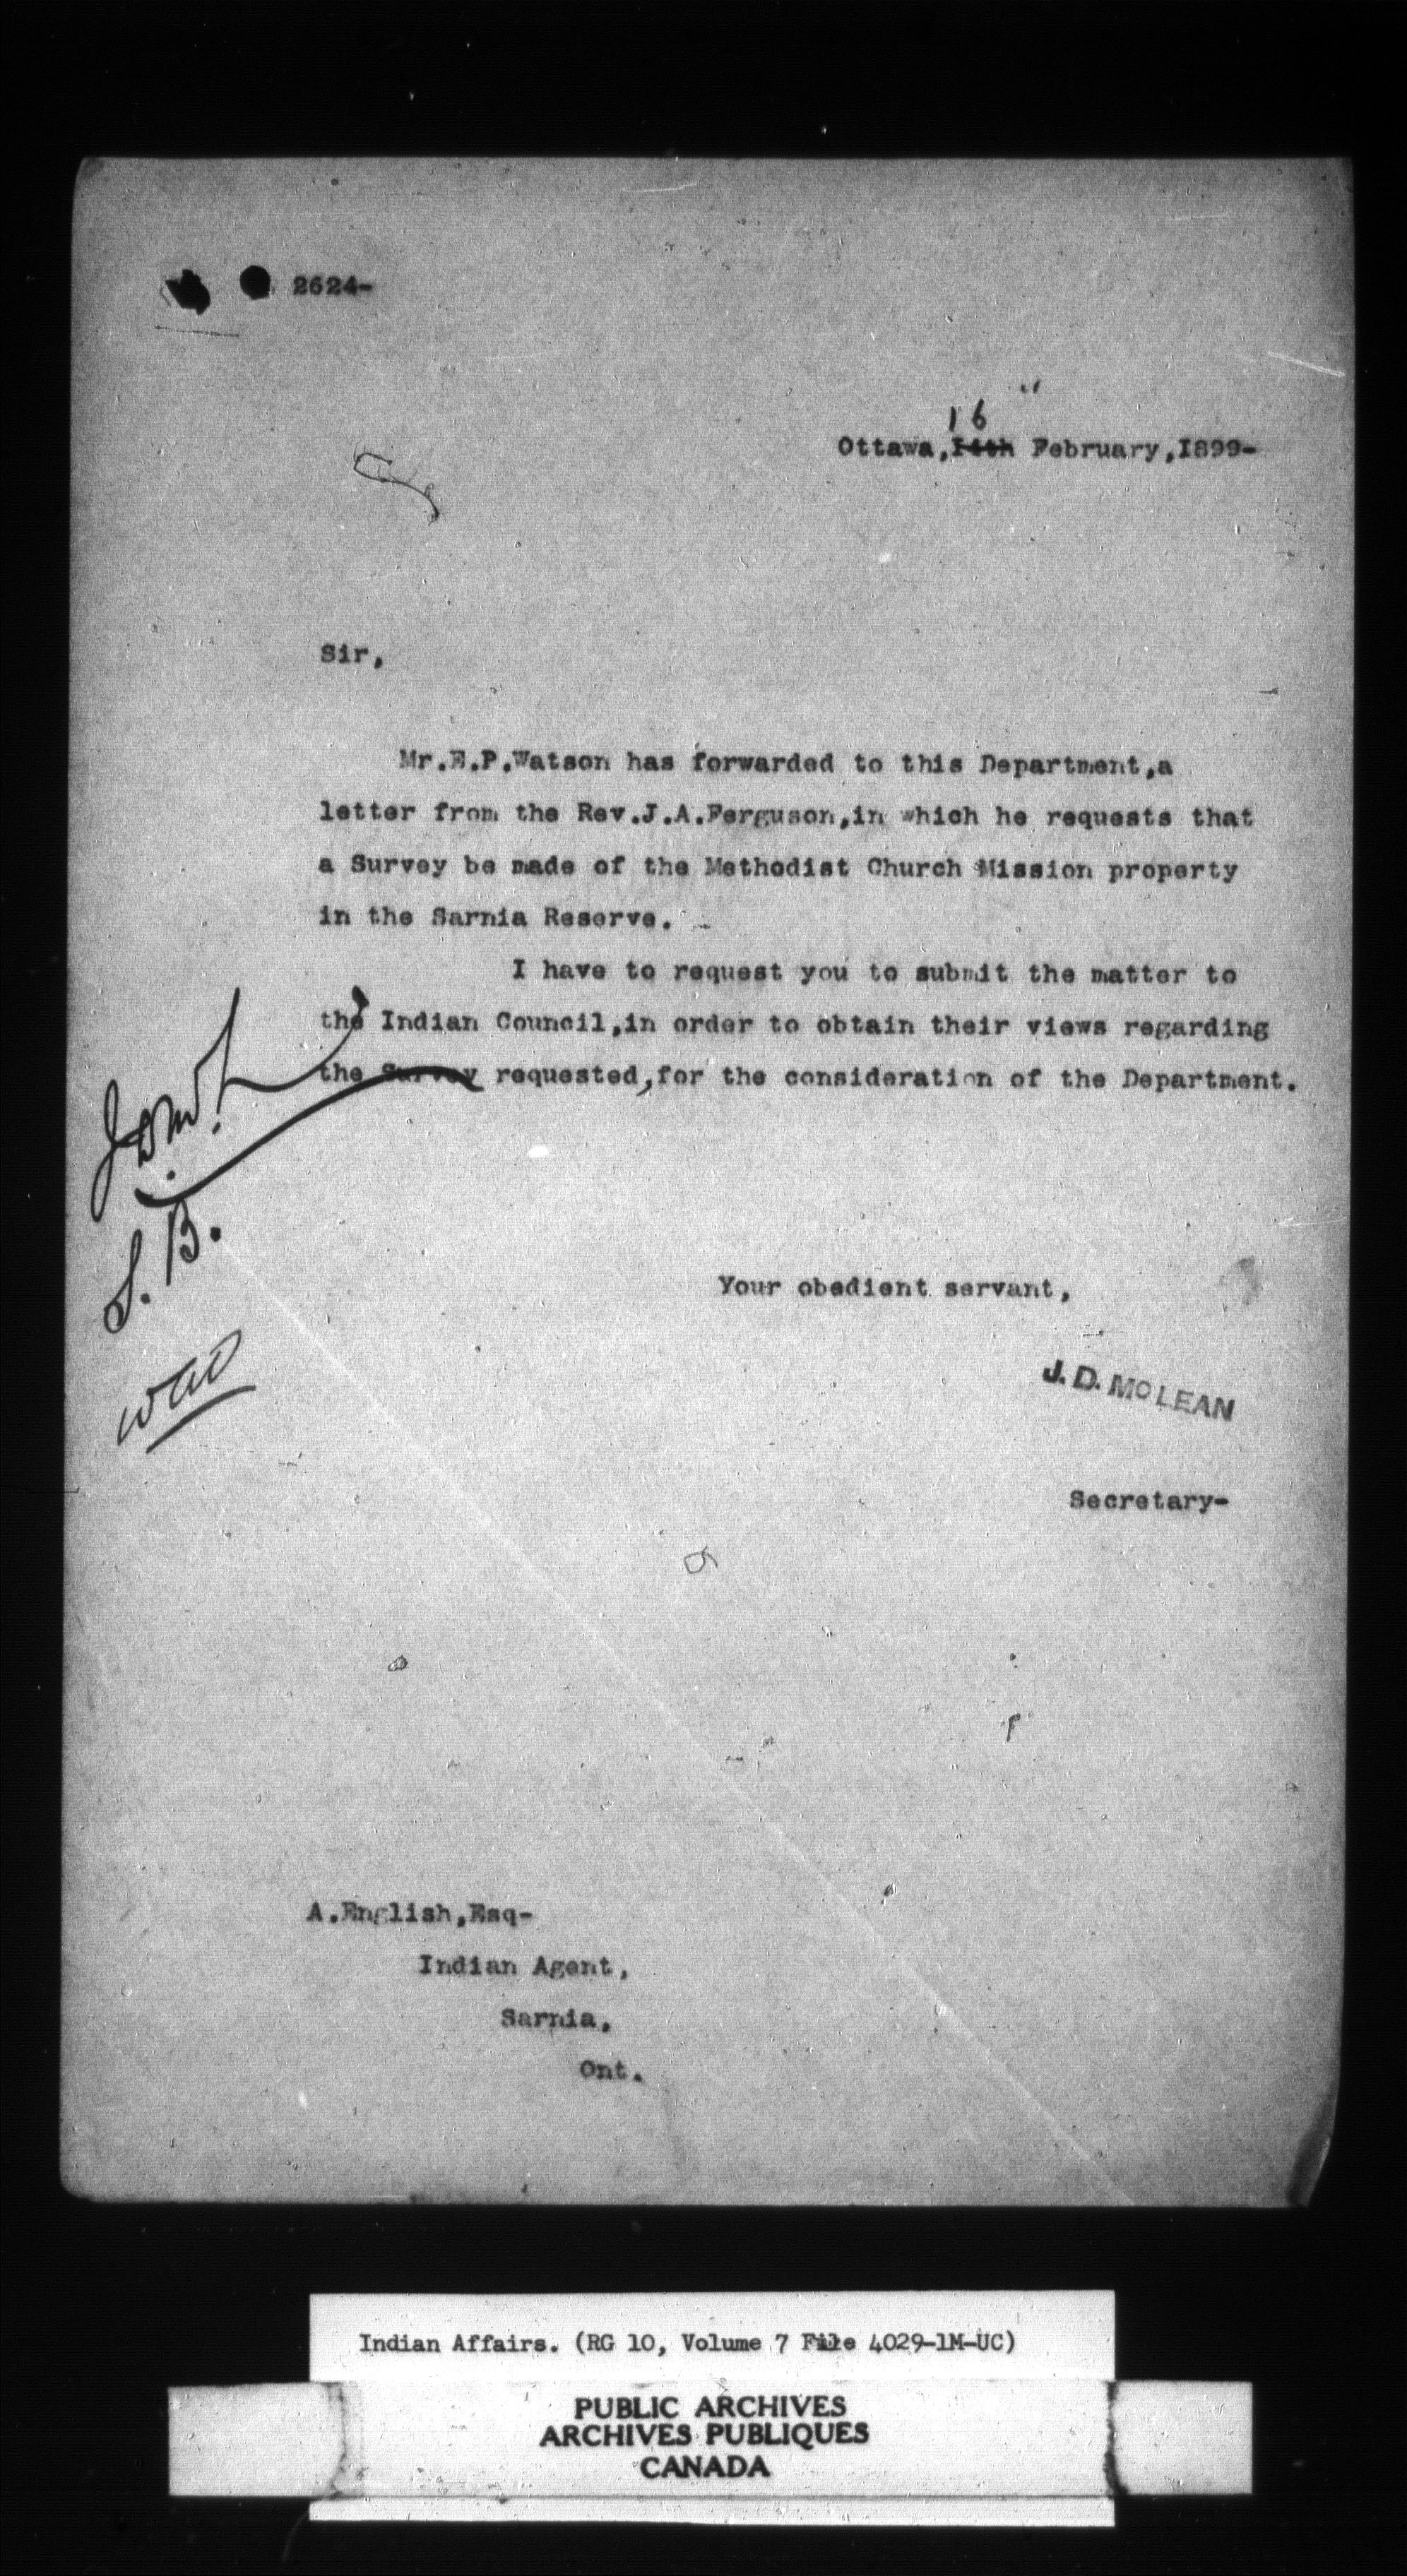 2624-
16"
Ottawa,14th February,1899-
Sir,
Mr.E.P.Watson has forwarded to this Department,a
letter from the Rev.J.A.Ferguson,in which he requests that
a Survey be made of the Methodist Church Mission property
in the Sarnia Reserve.
I have to request you to submit the matter to
the Indian Council,in order to obtain their views regarding
the Survey requested,for the consideration of the Department.
S.B.
Your obedient servant,
J. D. McLEAN
Secretary-
A.English,Esq-
Indian Agent,
Sarnia,
Ont.
Indian Affairs. (RG 10, Volume 7 File 4029-1M-UC)
PUBLIC ARCHIVES
ARCHIVES PUBLIQUES
CANADA